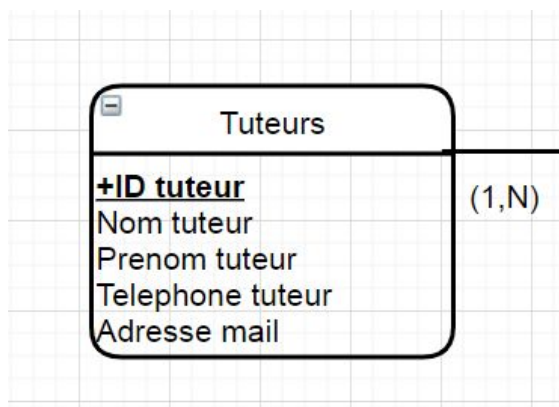 Tuteurs
+ID tuteur
(1,N)
Nom tuteur
Prenom tuteur
Telephone tuteur
Adresse mail